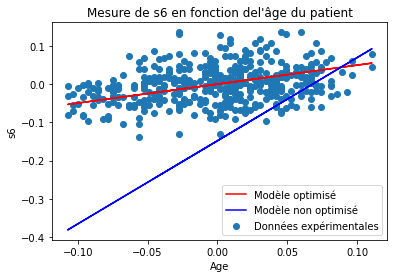 Mesure de s6 en fonction del'âge du patient
0.1
0.0
−0.1
−0.2
−0.3
−0.4
s6
Modèle optimisé
Modèle non optimisé
Données expérimentales
−0.10
−0.05
0.00
0.05
0.10
Age